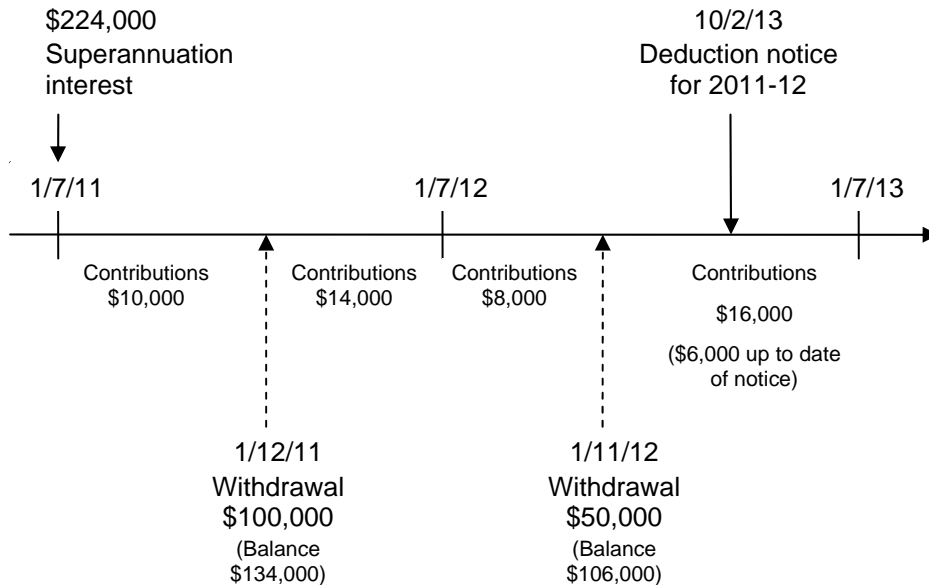 $224,000
Superannuation
interest
10/2/13
Deduction notice
for 2011-12
1/7/11
1/7/12
1/7/13
Contributions
$10,000
Contributions
$14,000
Contributions
$8,000
Contributions
$16,000
($6,000 up to date
of notice)
1/12/11
Withdrawal
$100,000
(Balance
$134,000)
1/11/12
Withdrawal
$50,000
(Balance
$106,000)